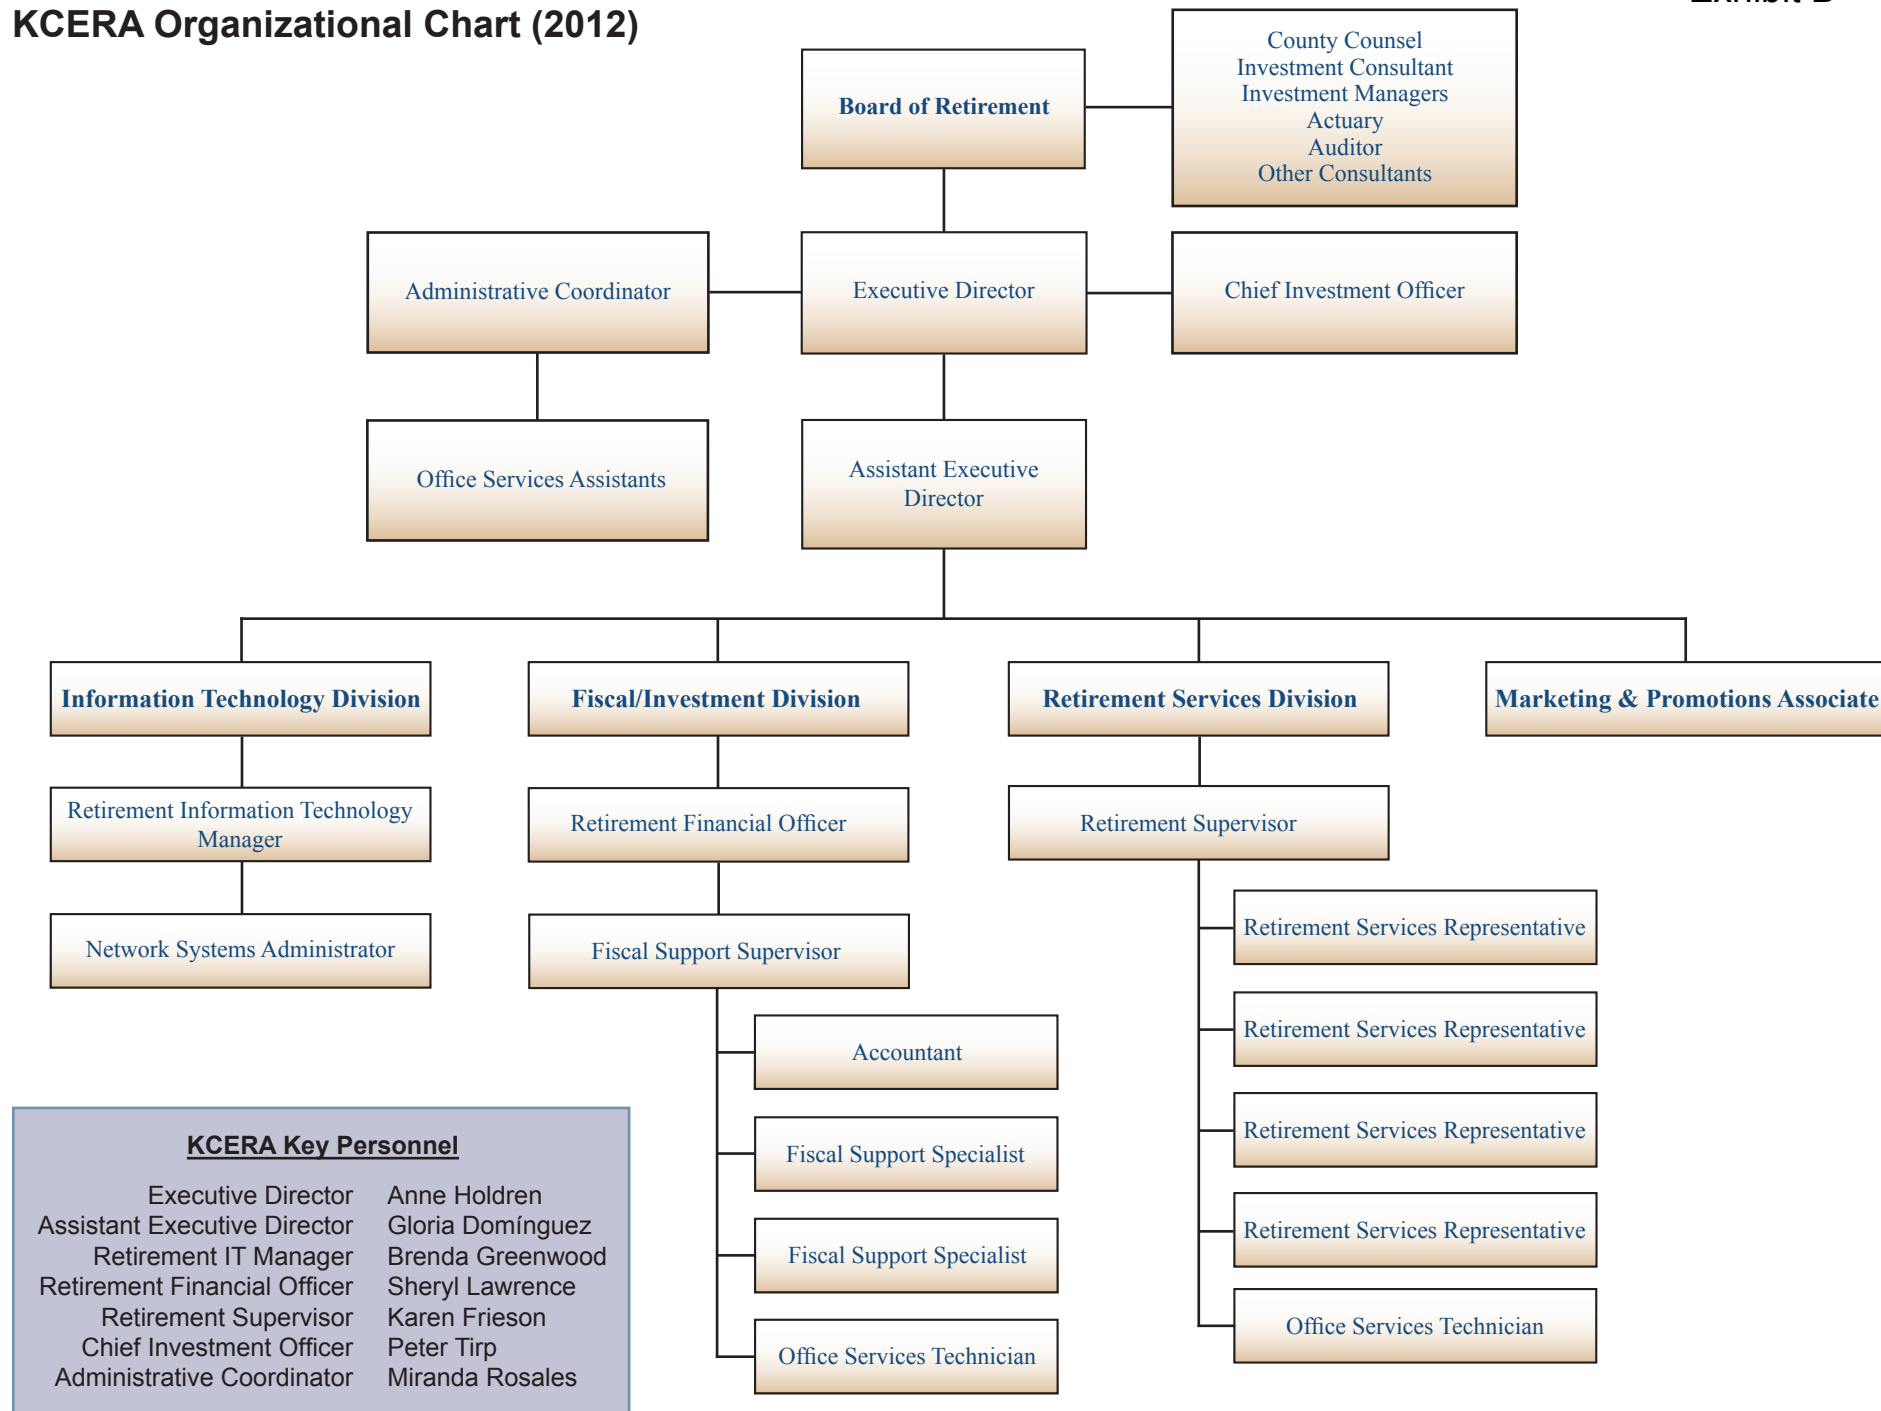 KCERA Organizational Chart (2012)
Exhibit B
County Counsel
Investment Consultant
Investment Managers
Actuary
Auditor
Other Consultants
Board of Retirement
Administrative Coordinator
Executive Director
Chief Investment Officer
Office Services Assistants
Assistant Executive
Director
Information Technology Division
Fiscal/Investment Division
Retirement Services Division
Marketing & Promotions Associate
Retirement Information Technology
Manager
Retirement Financial Officer
Retirement Supervisor
Network Systems Administrator
Fiscal Support Supervisor
Accountant
Fiscal Support Specialist
Fiscal Support Specialist
Office Services Technician
Retirement Services Representative
Retirement Services Representative
Retirement Services Representative
Retirement Services Representative
Office Services Technician
KCERA Key Personnel
Executive Director Anne Holdren
Assistant Executive Director Gloria Domínguez
Retirement IT Manager Brenda Greenwood
Retirement Financial Officer Sheryl Lawrence
Retirement Supervisor Karen Frieson
Chief Investment Officer Peter Tirp
Administrative Coordinator Miranda Rosales